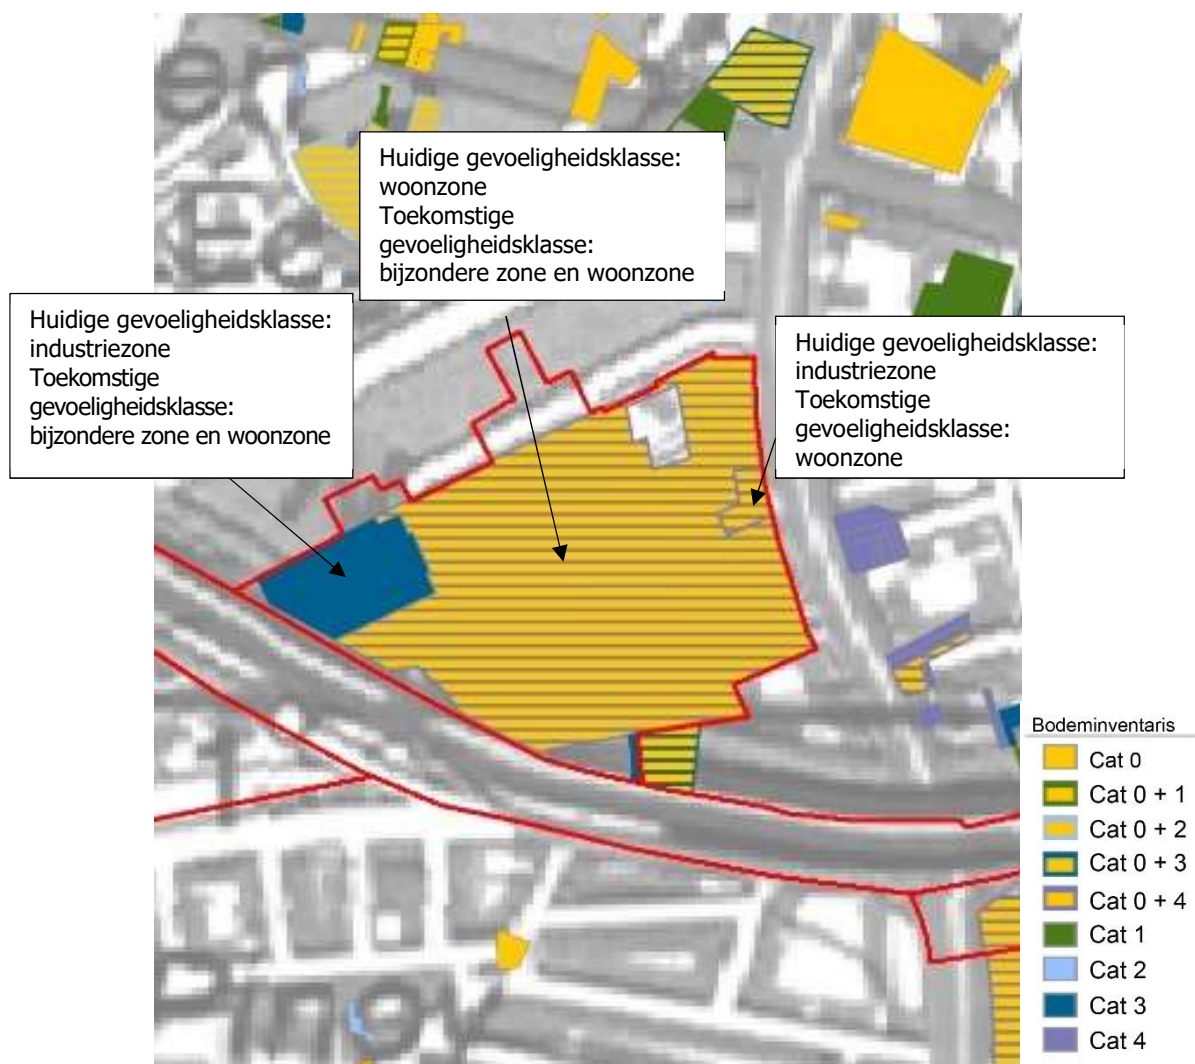 Huidige gevoeligheidsklasse:
woonzone
Toekomstige
gevoeligheidsklasse:
bijzondere zone en woonzone
Huidige gevoeligheidsklasse:
industriezone
Toekomstige
gevoeligheidsklasse:
bijzondere zone en woonzone
Huidige gevoeligheidsklasse:
industriezone
Toekomstige
gevoeligheidsklasse:
woonzone
Bodeminventaris
Cat 0
Cat 0 + 1
Cat 0 + 2
Cat 0 + 3
Cat 0 + 4
Cat 1
Cat 2
Cat 3
Cat 4